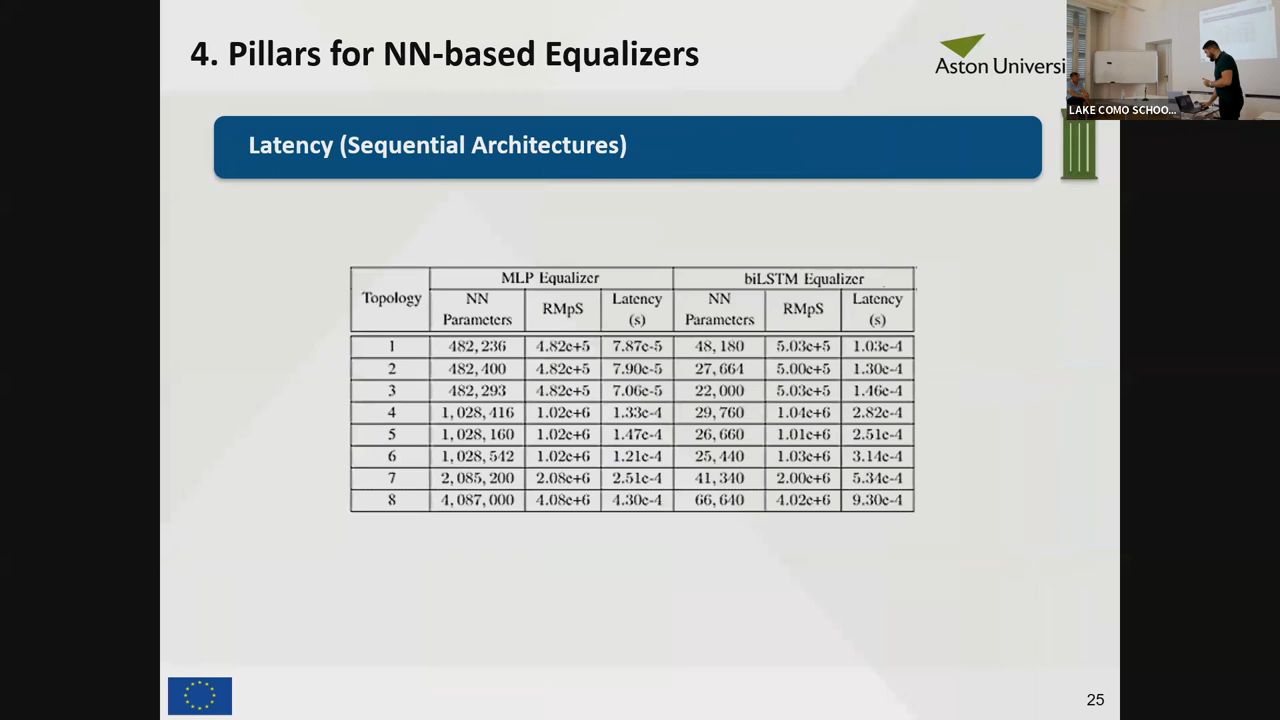 4. Pillars for NN-based Equalizers
Aston Universi
LAKE COMO SCHOO...
Latency (Sequential Architectures)
Topology MLP Equalizer biLSTM Equalizer
NN Parameters RMpS Latency (s) NN Parameters RMpS Latency (s)
1 482, 236 4.82e+5 7.87e-5 48, 180 5.03e+5 1.03e-4
2 482, 400 4.82e+5 7.90e-5 27, 664 5.00e+5 1.30e-4
3 482, 293 4.82e+5 7.06e-5 22, 000 5.03e+5 1.46e-4
4 1, 028, 416 1.02e+6 1.33e-4 29, 760 1.04e+6 2.82e-4
5 1, 028, 160 1.02e+6 1.47e-4 26, 660 1.01e+6 2.51e-4
6 1, 028, 542 1.02e+6 1.21e-4 25, 440 1.03e+6 3.14e-4
7 2, 085, 200 2.08e+6 2.51e-4 41, 340 2.00e+6 5.34e-4
8 4, 087, 000 4.08e+6 4.30e-4 66, 640 4.02e+6 9.30e-4
25